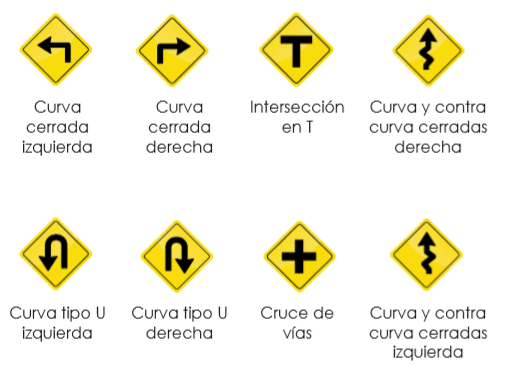 Curva
cerrada
izquierda
Curva
cerrada
derecha
Intersección
en T
Curva y contra
curva cerradas
derecha
Curva tipo U
izquierda
Curva tipo U
derecha
Cruce de
vías
Curva y contra
curva cerradas
izquierda